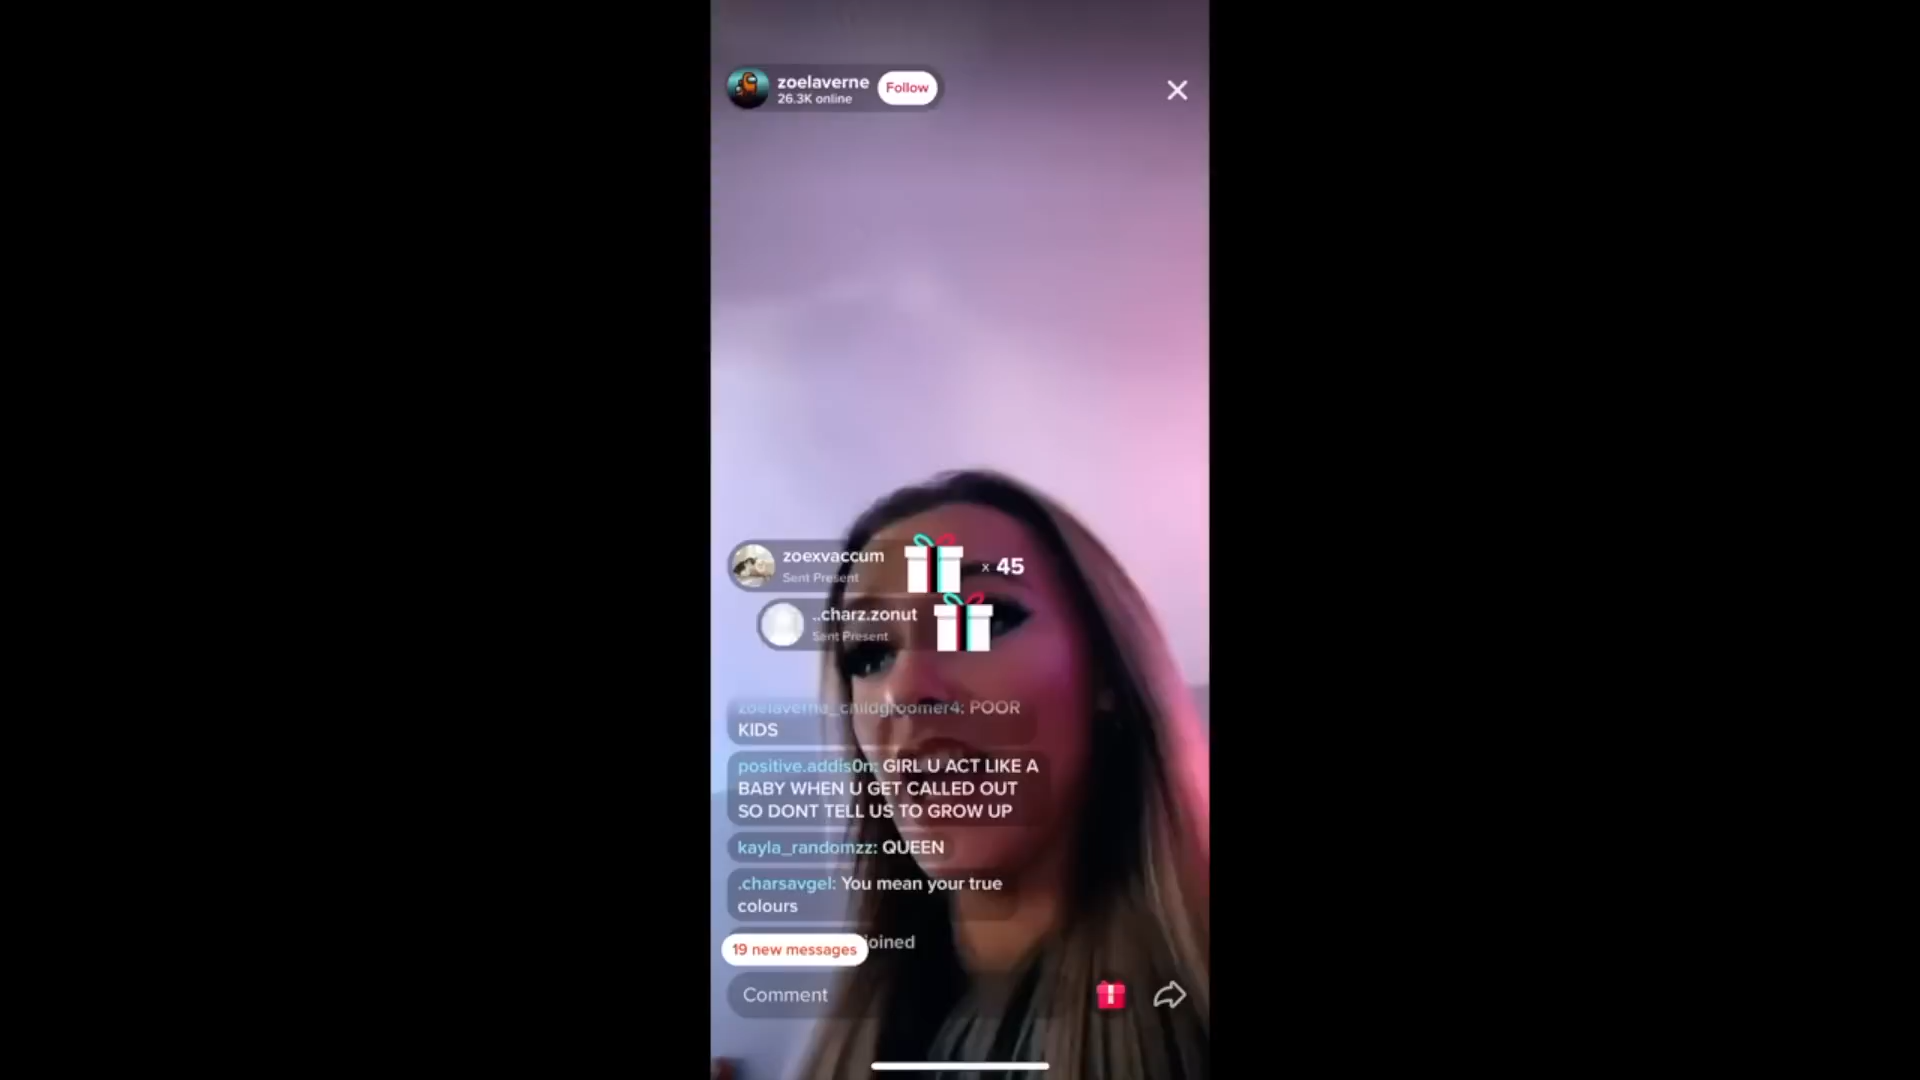 zoelaverne
26.3K online
Follow
zoexvaccum
Sent Present
x 45
..charz.zonut
Sent Present
zoelaverne_childgroomer4: POOR
KIDS
positive.addis0n: GIRL U ACT LIKE A
BABY WHEN U GET CALLED OUT
SO DONT TELL US TO GROW UP
kayla_randomzz: QUEEN
.charsavgel: You mean your true
colours
joined
19 new messages
Comment